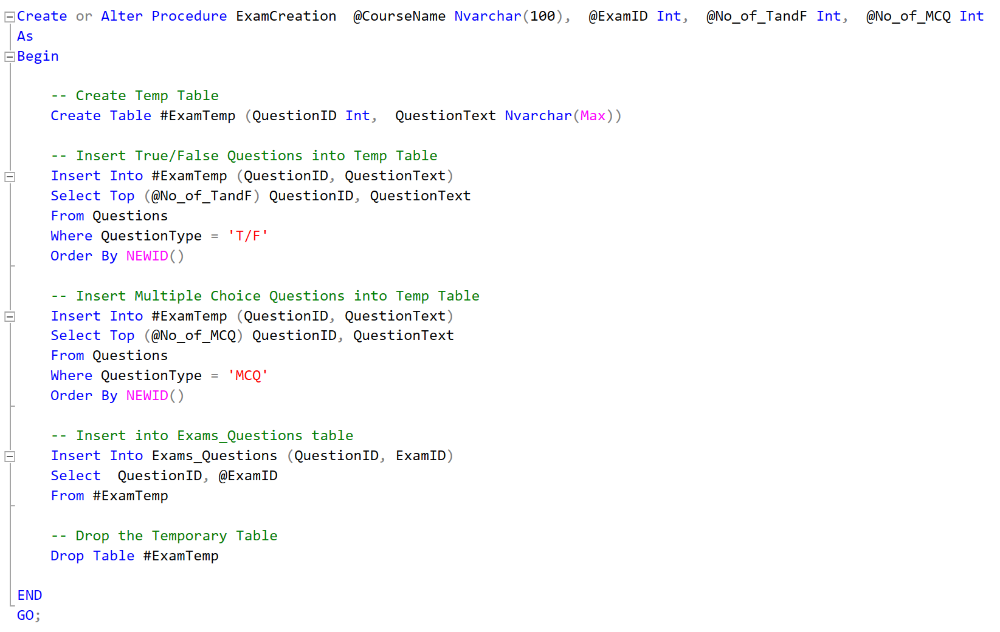 Create or Alter Procedure ExamCreation  @CourseName Nvarchar(100),  @ExamID Int,  @No_of_TandF Int,  @No_of_MCQ Int
As
Begin
-- Create Temp Table
Create Table #ExamTemp (QuestionID Int,  QuestionText Nvarchar(Max))
-- Insert True/False Questions into Temp Table
Insert Into #ExamTemp (QuestionID, QuestionText)
Select Top (@No_of_TandF) QuestionID, QuestionText
From Questions
Where QuestionType = 'T/F'
Order By NEWID()
-- Insert Multiple Choice Questions into Temp Table
Insert Into #ExamTemp (QuestionID, QuestionText)
Select Top (@No_of_MCQ) QuestionID, QuestionText
From Questions
Where QuestionType = 'MCQ'
Order By NEWID()
-- Insert into Exams_Questions table
Insert Into Exams_Questions (QuestionID, ExamID)
Select  QuestionID, @ExamID
From #ExamTemp
-- Drop the Temporary Table
Drop Table #ExamTemp
END
GO;